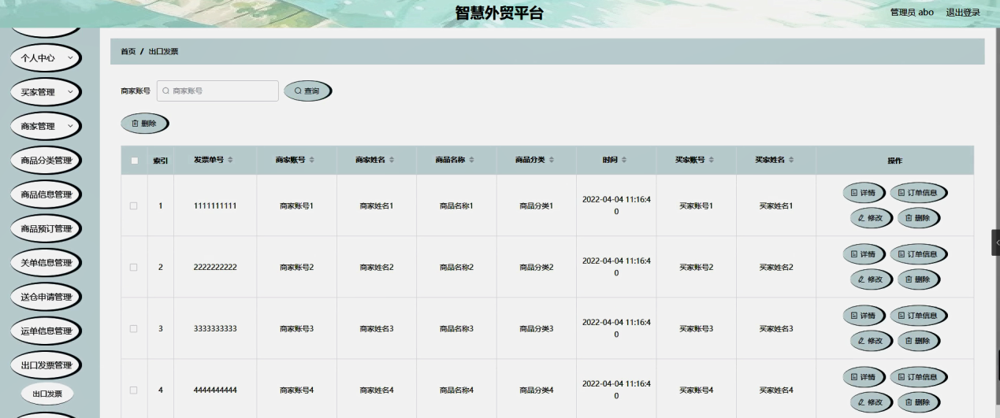 智慧外贸平台
管理员 abo 退出登录
个人中心
买家管理
商家管理
商品分类管理
商品信息管理
商品预订管理
关单信息管理
送仓申请管理
运单信息管理
出口发票管理
出口发票
首页 / 出口发票
商家账号 商家账号 查询
删除
索引 发票单号 商家账号 商家姓名 商品名称 商品分类 时间 买家账号 买家姓名 操作
1 1111111111 商家账号1 商家姓名1 商品名称1 商品分类1 2022-04-04 11:16:4 买家账号1 买家姓名1 详情 订单信息
0 修改 删除
2 2222222222 商家账号2 商家姓名2 商品名称2 商品分类2 2022-04-04 11:16:4 买家账号2 买家姓名2 详情 订单信息
0 修改 删除
3 3333333333 商家账号3 商家姓名3 商品名称3 商品分类3 2022-04-04 11:16:4 买家账号3 买家姓名3 详情 订单信息
0 修改 删除
4 4444444444 商家账号4 商家姓名4 商品名称4 商品分类4 2022-04-04 11:16:4 买家账号4 买家姓名4 详情 订单信息
0 修改 删除